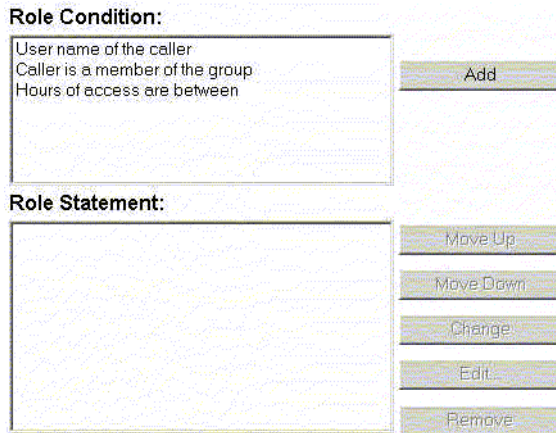 Role Condition:
User name of the caller
Caller is a member of the group
Hours of access are between
Add
Role Statement:
Move Up
Move Down
Change
Edit...
Remove